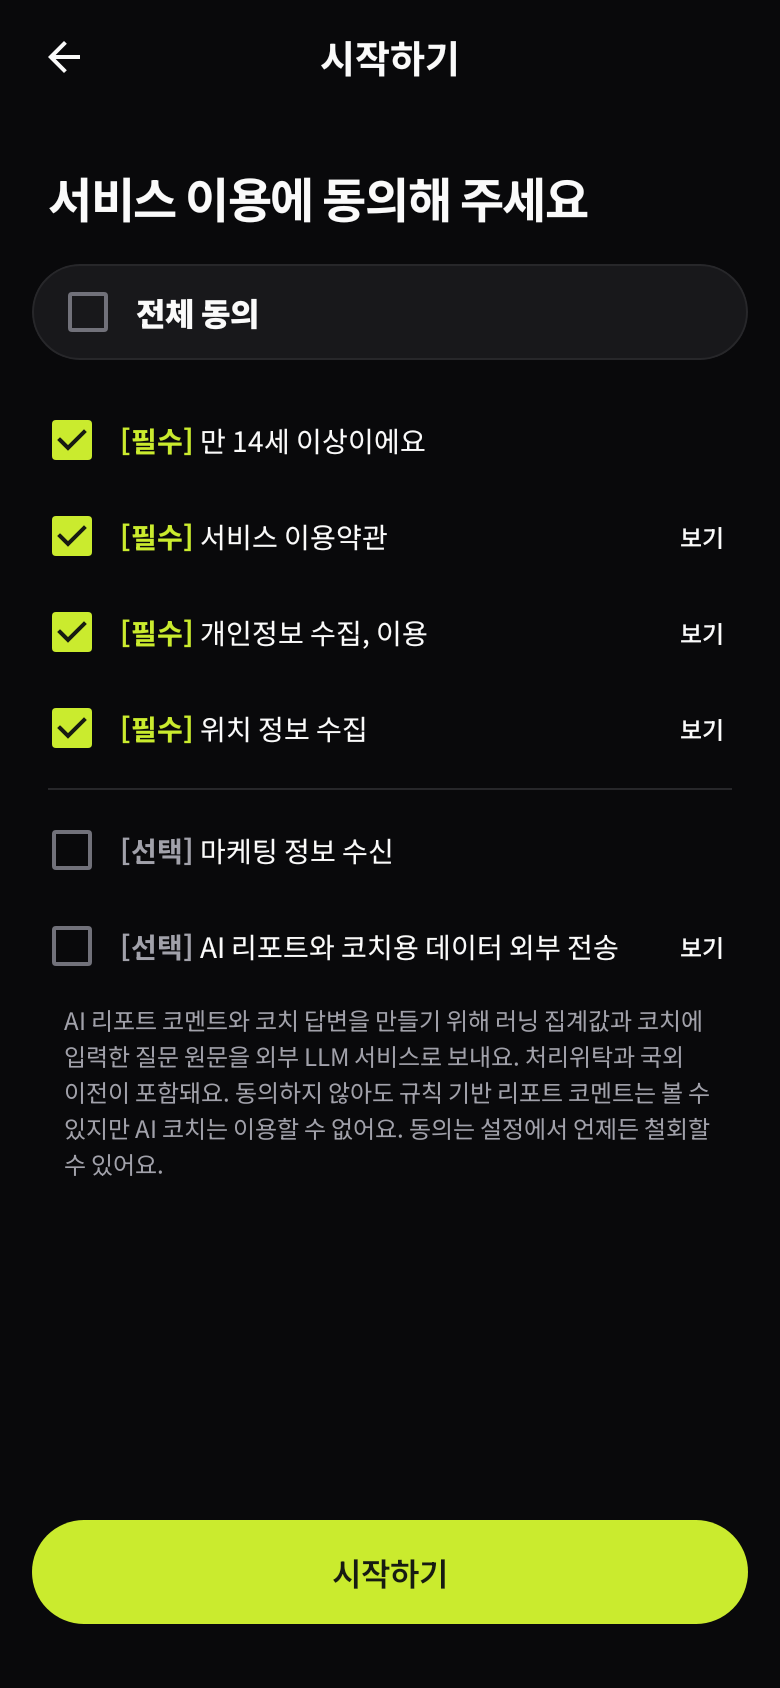 시작하기
서비스 이용에 동의해 주세요
전체 동의
[필수] 만 14세 이상이에요
[필수] 서비스 이용약관 보기
[필수] 개인정보 수집, 이용 보기
[필수] 위치 정보 수집 보기
[선택] 마케팅 정보 수신
[선택] AI 리포트와 코치용 데이터 외부 전송 보기
AI 리포트 코멘트와 코치 답변을 만들기 위해 러닝 집계값과 코치에
입력한 질문 원문을 외부 LLM 서비스로 보내요. 처리위탁과 국외
이전이 포함돼요. 동의하지 않아도 규칙 기반 리포트 코멘트는 볼 수
있지만 AI 코치는 이용할 수 없어요. 동의는 설정에서 언제든 철회할
수 있어요.
시작하기